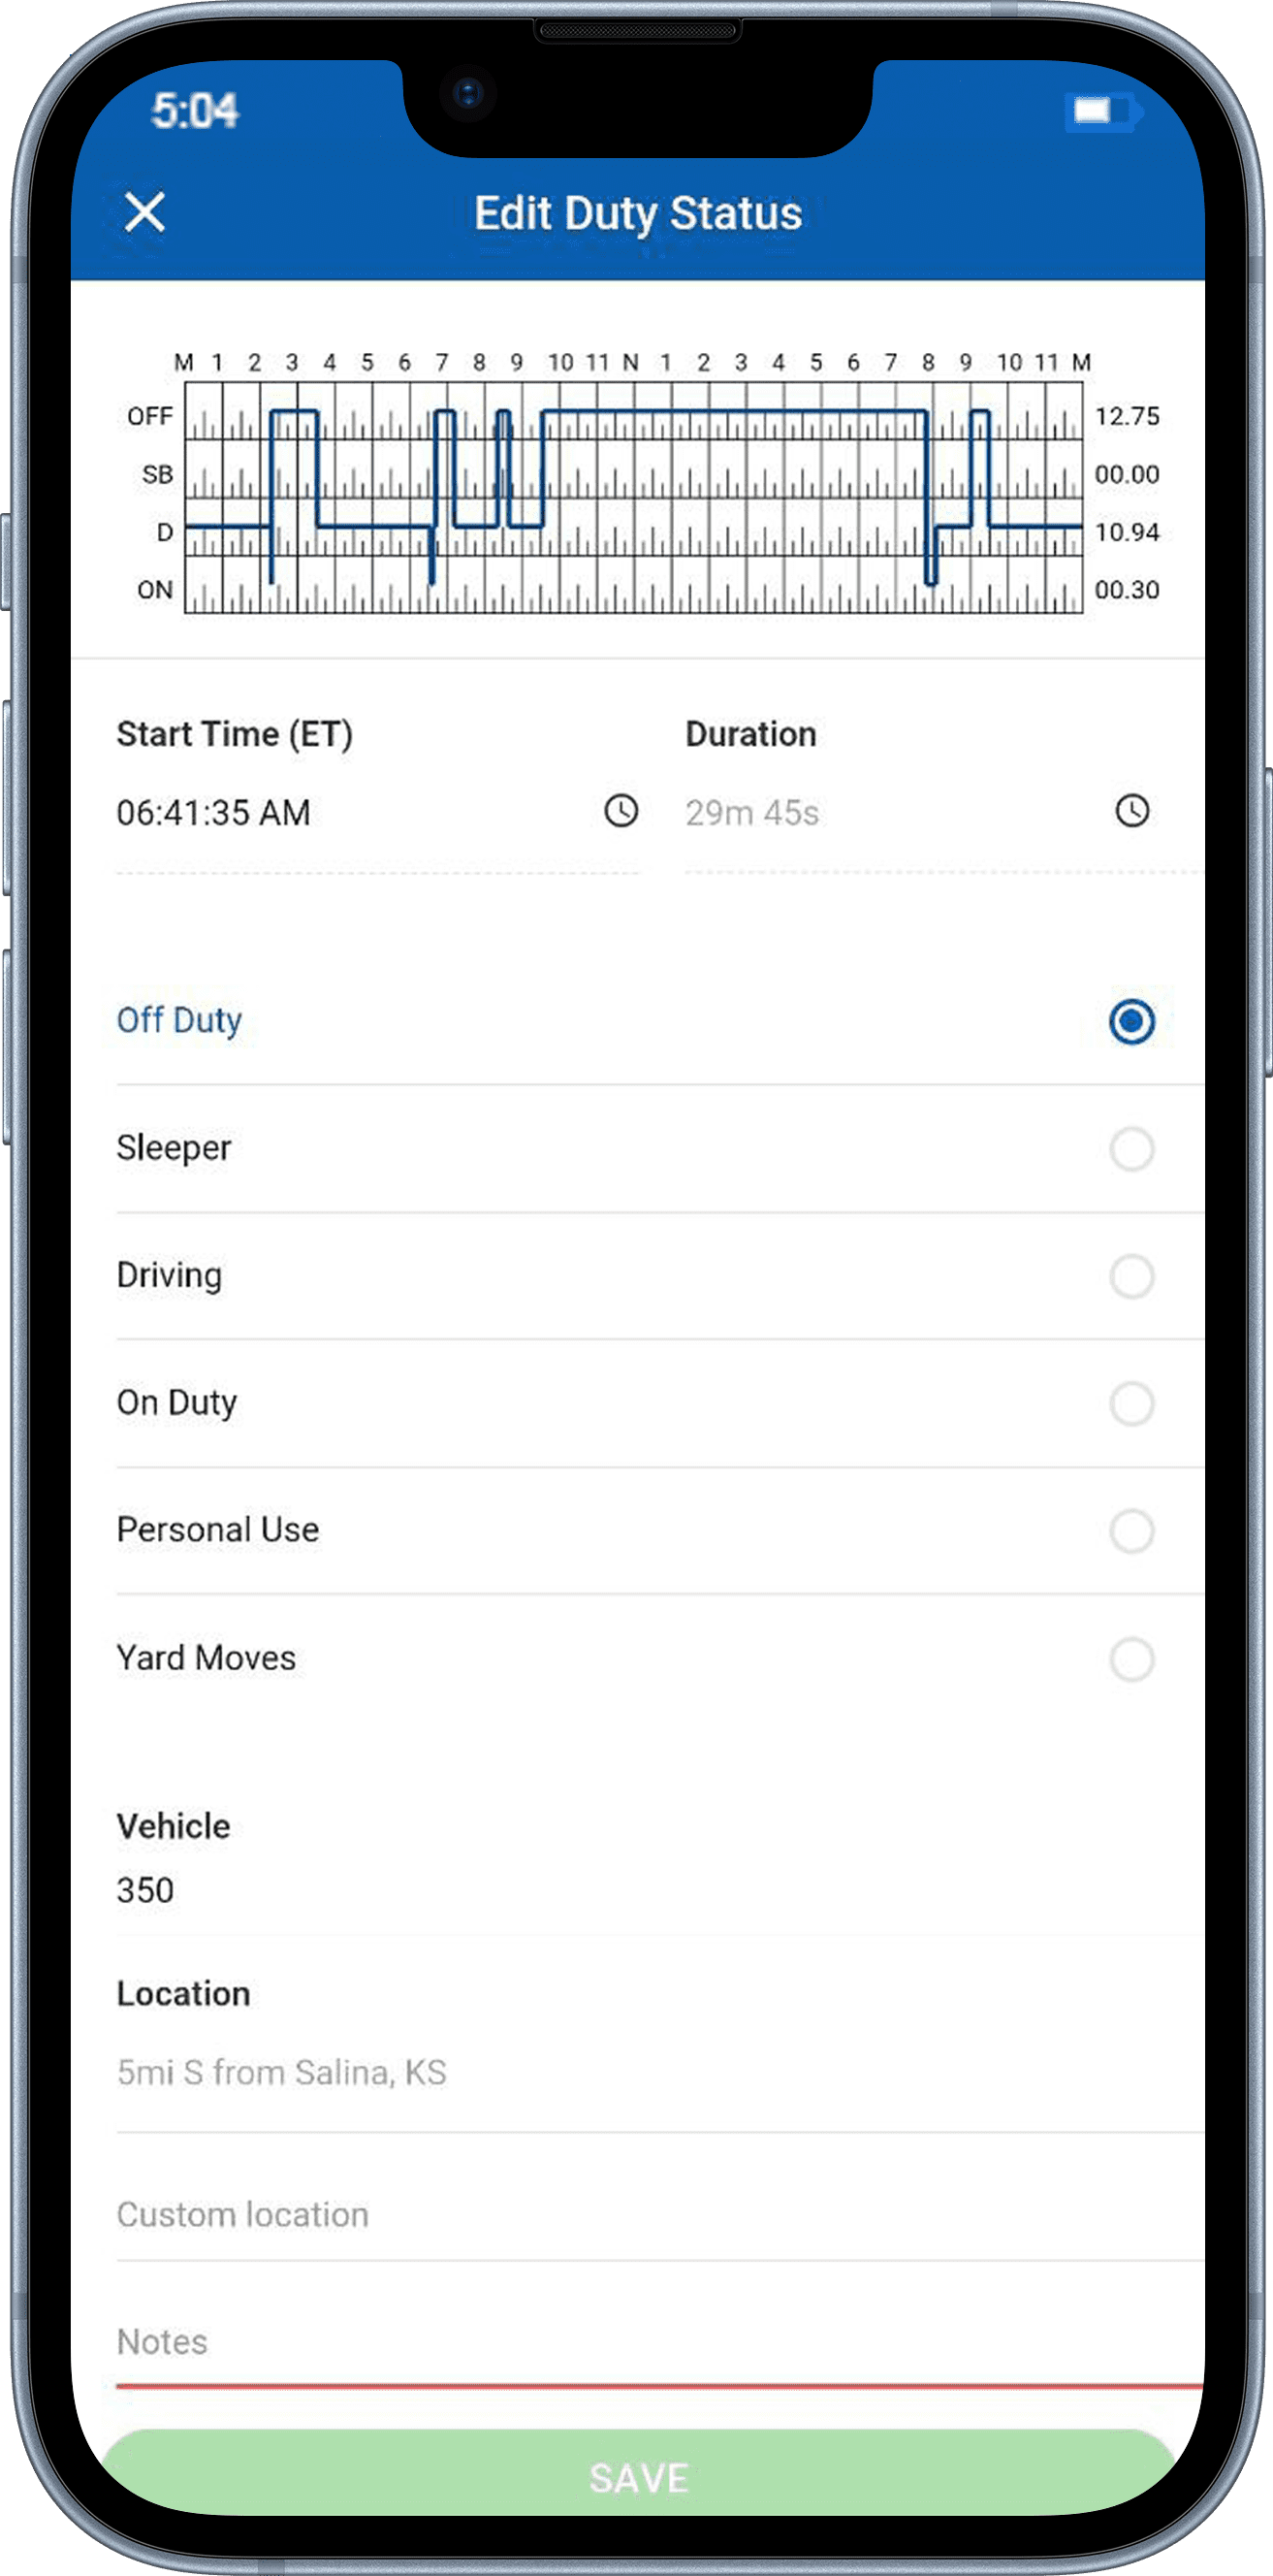 5:04
Edit Duty Status
M 1 2 3 4 5 6 7 8 9 10 11 N 1 2 3 4 5 6 7 8 9 10 11 M
OFF 12.75
SB 00.00
D 10.94
ON 00.30
Start Time (ET) Duration
06:41:35 AM 29m 45s
Off Duty
Sleeper
Driving
On Duty
Personal Use
Yard Moves
Vehicle
350
Location
5mi S from Salina, KS
Custom location
Notes
SAVE